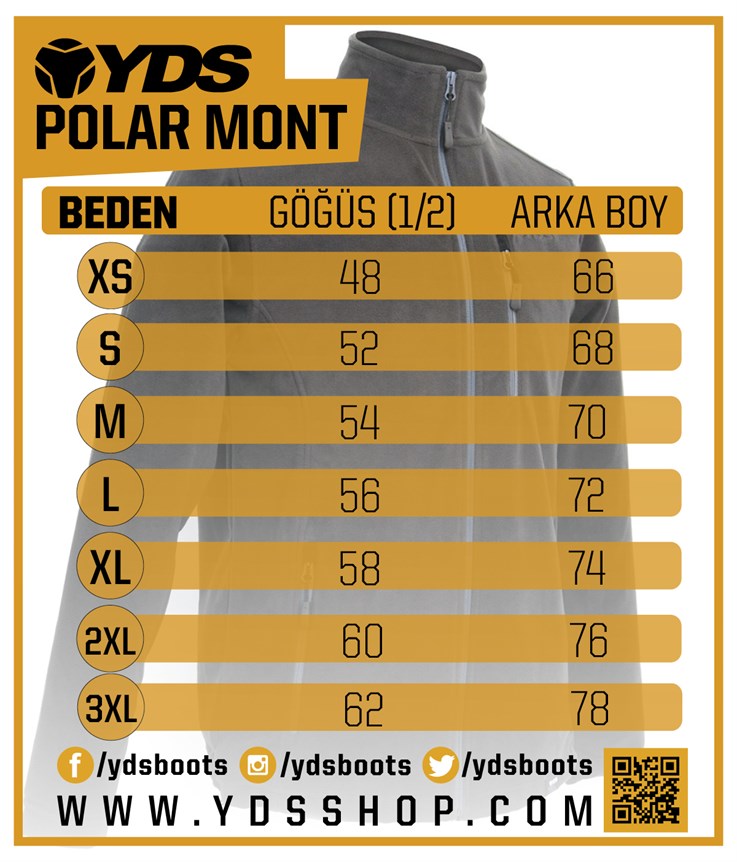 YDS
POLAR MONT
BEDEN GÖĞÜS (1/2) ARKA BOY
XS 48 66
S 52 68
M 54 70
L 56 72
XL 58 74
2XL 60 76
3XL 62 78
/ydsboots /ydsboots /ydsboots
WWW.YDSSHOP.COM